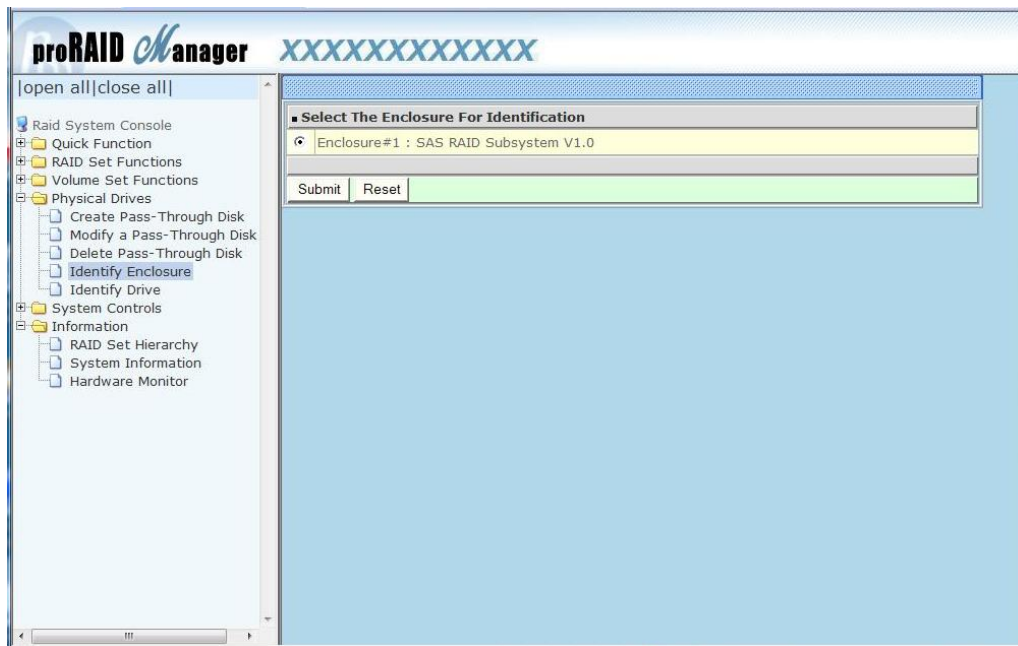 proRAID Manager XXXXXXXXXXXX
|open all|close all|
Raid System Console
Quick Function
RAID Set Functions
Volume Set Functions
Physical Drives
Create Pass-Through Disk
Modify a Pass-Through Disk
Delete Pass-Through Disk
Identify Enclosure
Identify Drive
System Controls
Information
RAID Set Hierarchy
System Information
Hardware Monitor
Select The Enclosure For Identification
Enclosure#1 : SAS RAID Subsystem V1.0
Submit Reset